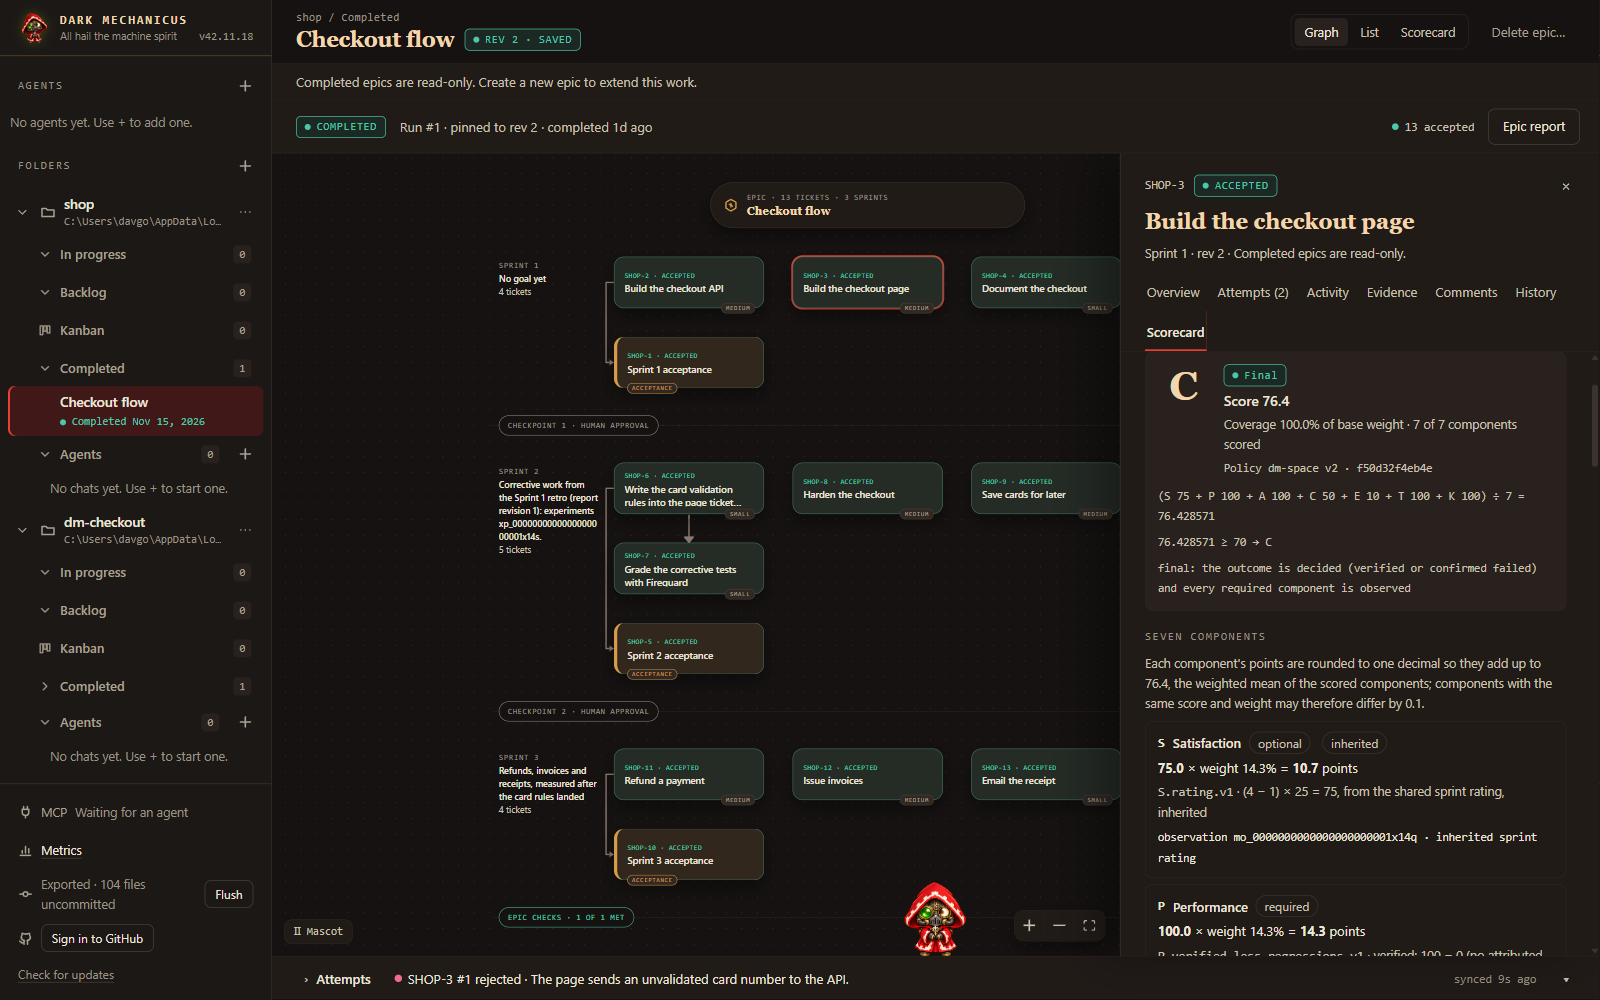 DARK MECHANICUS
All hail the machine spirit v42.11.18
AGENTS
No agents yet. Use + to add one.
FOLDERS
shop
C:\Users\davgo\AppData\Lo…
In progress 0
Backlog 0
Kanban 0
Completed 1
Checkout flow
Completed Nov 15, 2026
Agents 0
No chats yet. Use + to start one.
dm-checkout
C:\Users\davgo\AppData\Lo…
In progress 0
Backlog 0
Kanban 0
Completed 1
Agents 0
No chats yet. Use + to start one.
MCP Waiting for an agent
Metrics
Exported · 104 files
uncommitted
Flush
Sign in to GitHub
Check for updates
shop / Completed
Checkout flow
REV 2 · SAVED
Graph List Scorecard Delete epic...
Completed epics are read-only. Create a new epic to extend this work.
COMPLETED Run #1 · pinned to rev 2 · completed 1d ago
13 accepted Epic report
EPIC · 13 TICKETS · 3 SPRINTS
Checkout flow
SPRINT 1
No goal yet
4 tickets
SHOP-2 · ACCEPTED
Build the checkout API
MEDIUM
SHOP-3 · ACCEPTED
Build the checkout page
MEDIUM
SHOP-4 · ACCEPTED
Document the checkout
SMALL
SHOP-1 · ACCEPTED
Sprint 1 acceptance
ACCEPTANCE
CHECKPOINT 1 · HUMAN APPROVAL
SPRINT 2
Corrective work from
the Sprint 1 retro (report
revision 1): experiments
xp_00000000000000000
00001x14s.
5 tickets
SHOP-6 · ACCEPTED
Write the card validation
rules into the page ticket…
SMALL
SHOP-8 · ACCEPTED
Harden the checkout
MEDIUM
SHOP-9 · ACCEPTED
Save cards for later
MEDIUM
SHOP-7 · ACCEPTED
Grade the corrective tests
with Fireguard
SMALL
SHOP-5 · ACCEPTED
Sprint 2 acceptance
ACCEPTANCE
CHECKPOINT 2 · HUMAN APPROVAL
SPRINT 3
Refunds, invoices and
receipts, measured after
the card rules landed
4 tickets
SHOP-11 · ACCEPTED
Refund a payment
MEDIUM
SHOP-12 · ACCEPTED
Issue invoices
MEDIUM
SHOP-13 · ACCEPTED
Email the receipt
SMALL
SHOP-10 · ACCEPTED
Sprint 3 acceptance
ACCEPTANCE
EPIC CHECKS · 1 OF 1 MET
Mascot
SHOP-3 ACCEPTED
Build the checkout page
Sprint 1 · rev 2 · Completed epics are read-only.
Overview Attempts (2) Activity Evidence Comments History
Scorecard
C
Final
Score 76.4
Coverage 100.0% of base weight · 7 of 7 components
scored
Policy dm-space v2 · f50d32f4eb4e
(S 75 + P 100 + A 100 + C 50 + E 10 + T 100 + K 100) ÷ 7 =
76.428571
76.428571 ≥ 70 → C
final: the outcome is decided (verified or confirmed failed)
and every required component is observed
SEVEN COMPONENTS
Each component's points are rounded to one decimal so they add up to
76.4, the weighted mean of the scored components; components with the
same score and weight may therefore differ by 0.1.
S Satisfaction optional inherited
75.0 × weight 14.3% = 10.7 points
S.rating.v1 · (4 − 1) × 25 = 75, from the shared sprint rating,
inherited
observation mo_0000000000000000000001x14q · inherited sprint
rating
P Performance required
100.0 × weight 14.3% = 14.3 points
Attempts SHOP-3 #1 rejected · The page sends an unvalidated card number to the API.
synced 9s ago